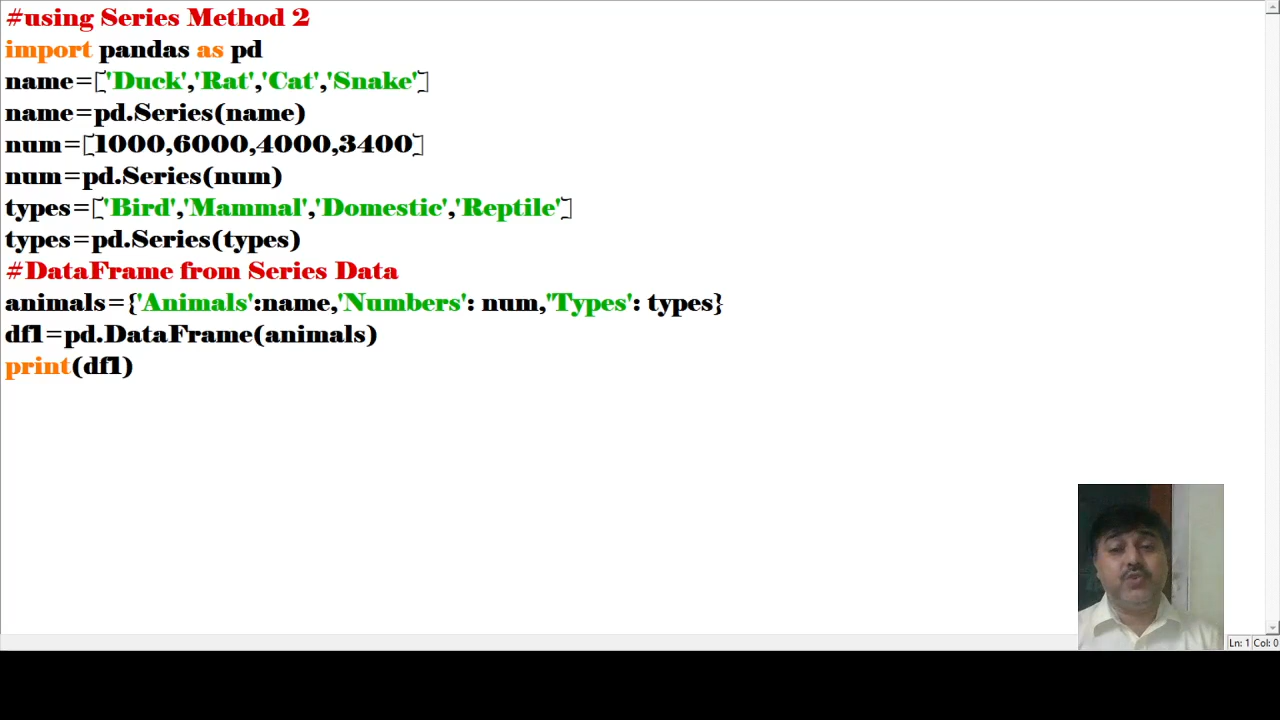 #using Series Method 2
import pandas as pd
name=['Duck','Rat','Cat','Snake']
name=pd.Series(name)
num=[1000,6000,4000,3400]
num=pd.Series(num)
types=['Bird','Mammal','Domestic','Reptile']
types=pd.Series(types)
#DataFrame from Series Data
animals={'Animals':name,'Numbers': num,'Types': types}
df1=pd.DataFrame(animals)
print(df1)
Ln: 1 Col: 0